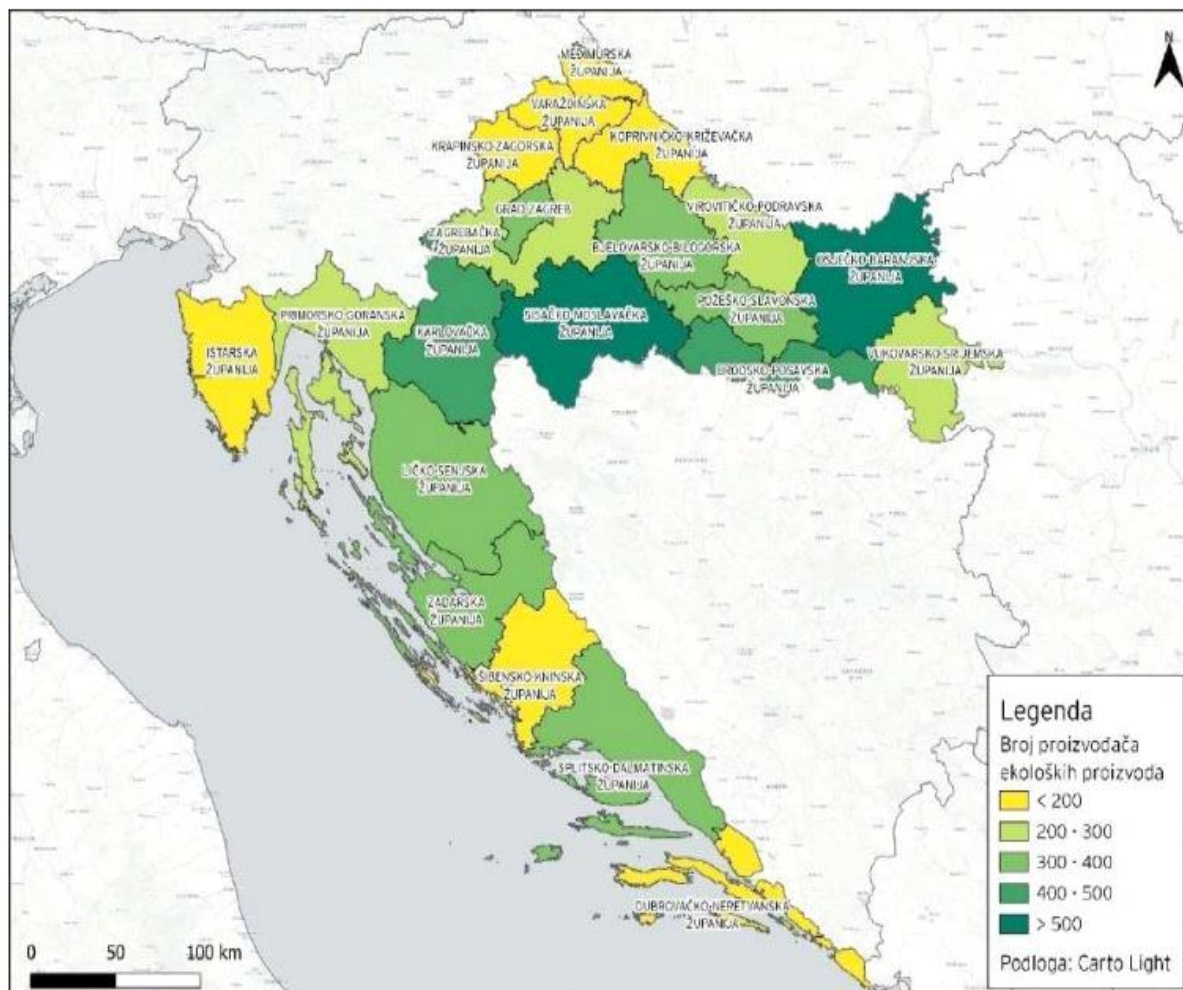 N
MEĐIMURSKA
ŽUPANIJA
VARAŽDINSKA
ŽUPANIJA
KRAPINSKO-ZAGORSKA
ŽUPANIJA
KOPRIVNIČKO-KRIŽEVAČKA
ŽUPANIJA
GRAD ZAGREB
VIROVITIČKO-PODRAVSKA
ŽUPANIJA
ZAGREBAČKA
ŽUPANIJA
BJELOVARSKO-BILOGORSKA
ŽUPANIJA
OSJEČKO-BARANJSKA
ŽUPANIJA
POŽEŠKO-SLAVONSKA
ŽUPANIJA
PRIMORSKO-GORANSKA
ŽUPANIJA
SISAČKO-MOSLAVAČKA
ŽUPANIJA
KARLOVAČKA
ŽUPANIJA
ISTARSKA
ŽUPANIJA
VUKOVARSKO-SRIJEMSKA
ŽUPANIJA
BRODSKO-POSAVSKA
ŽUPANIJA
LIČKO-SENJSKA
ŽUPANIJA
ZADARSKA
ŽUPANIJA
ŠIBENSKO-KNINSKA
ŽUPANIJA
SPLITSKO-DALMATINSKA
ŽUPANIJA
DUBROVAČKO-NERETVANSKA
ŽUPANIJA
Legenda
Broj proizvođača
ekoloških proizvoda
< 200
200 - 300
300 - 400
400 - 500
> 500
Podloga: Carto Light
0 50 100 km